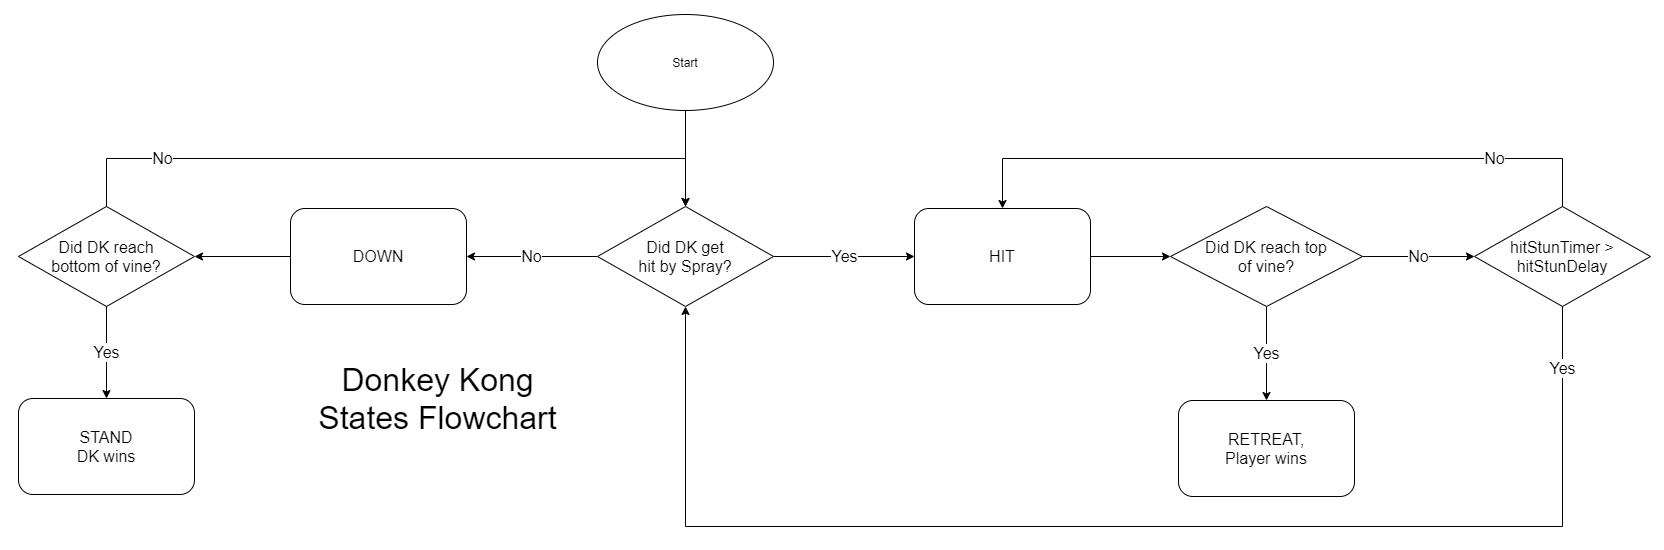 Start
No
No
Did DK reach
bottom of vine?
DOWN
No
Did DK get
hit by Spray?
Yes
HIT
Did DK reach top
of vine?
No
hitStunTimer >
hitStunDelay
Yes
Yes
Yes
Donkey Kong
States Flowchart
STAND
DK wins
RETREAT,
Player wins